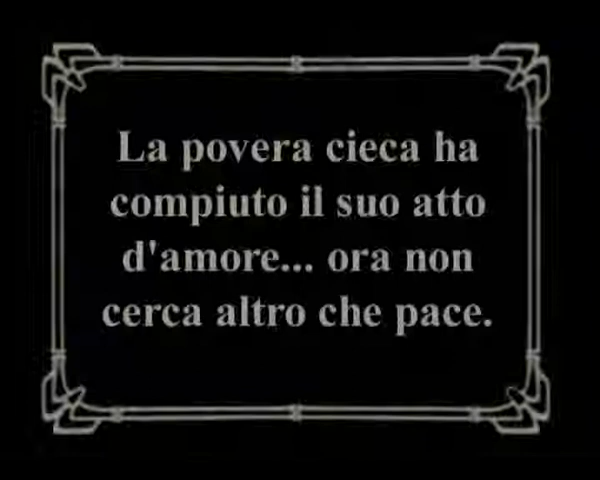 La povera cieca ha
compiuto il suo atto
d'amore... ora non
cerca altro che pace.